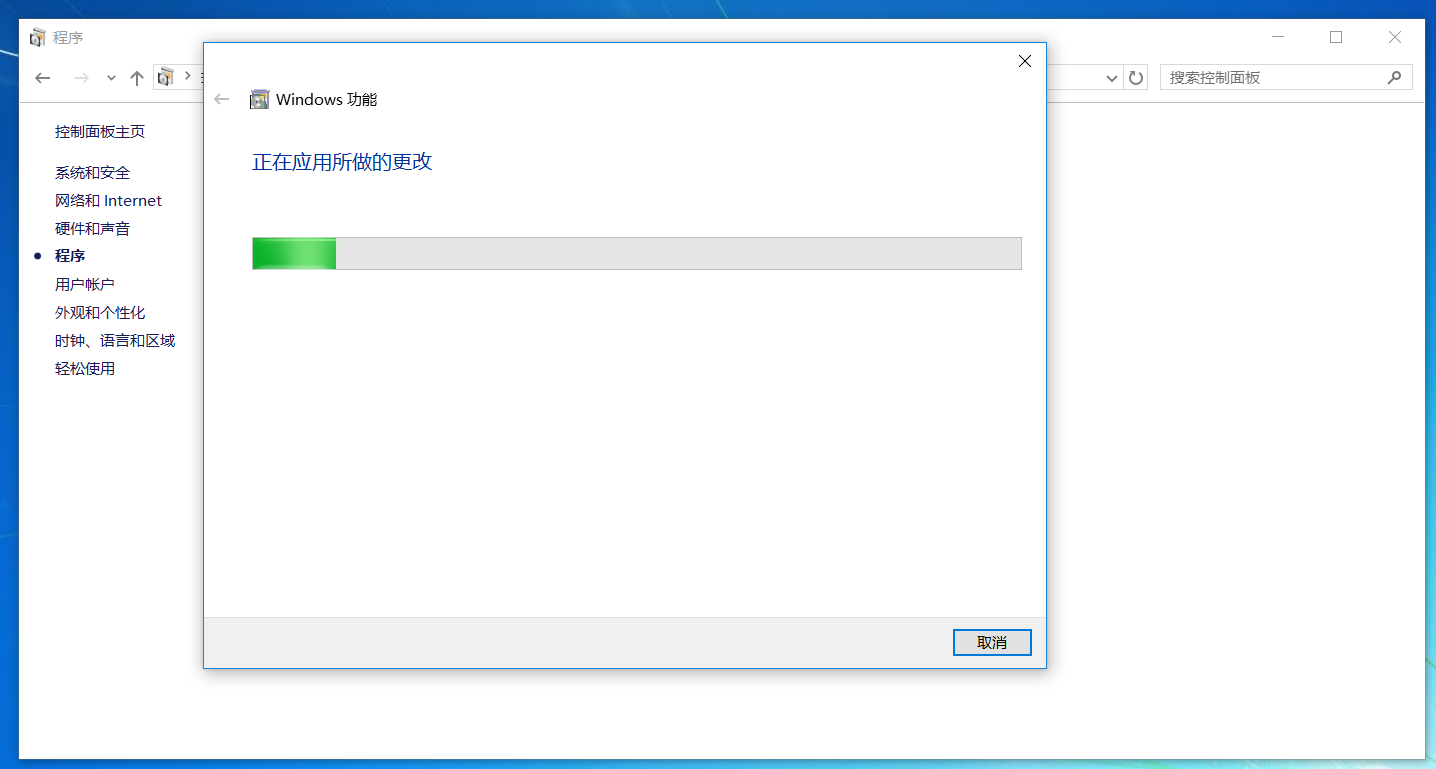 程序
搜索控制面板
Windows 功能
控制面板主页
正在应用所做的更改
系统和安全
网络和 Internet
硬件和声音
程序
用户帐户
外观和个性化
时钟、语言和区域
轻松使用
取消